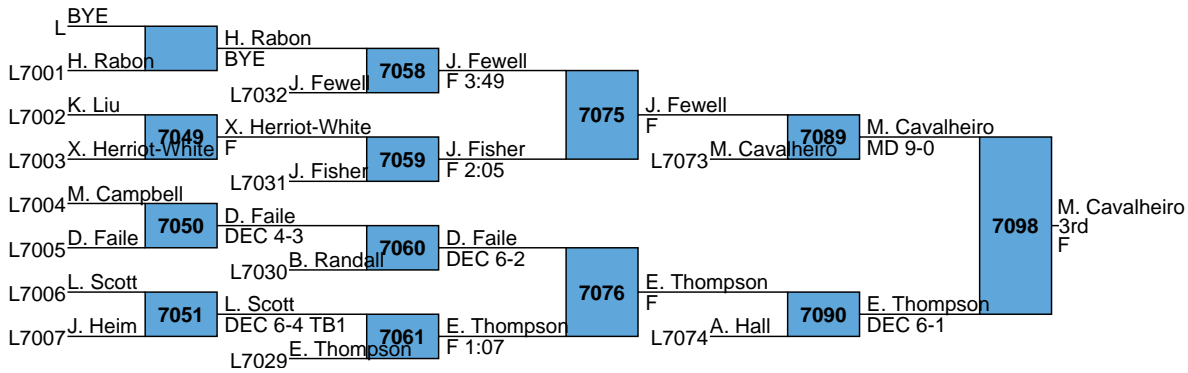 BYE
L
H. Rabon
L7001
H. Rabon
BYE
7058
J. Fewell
L7032
J. Fewell
F 3:49
K. Liu
L7002
7049
X. Herriot-White
L7003
X. Herriot-White
F
7059
J. Fisher
L7031
J. Fisher
F 2:05
7075
J. Fewell
F
M. Cavalheiro
L7073
7089
M. Cavalheiro
MD 9-0
M. Campbell
L7004
7050
D. Faile
L7005
D. Faile
DEC 4-3
7060
B. Randall
L7030
D. Faile
DEC 6-2
L. Scott
L7006
7051
J. Heim
L7007
L. Scott
DEC 6-4 TB1
7061
E. Thompson
L7029
E. Thompson
F 1:07
7076
E. Thompson
F
A. Hall
L7074
7090
E. Thompson
DEC 6-1
7098
M. Cavalheiro
3rd
F